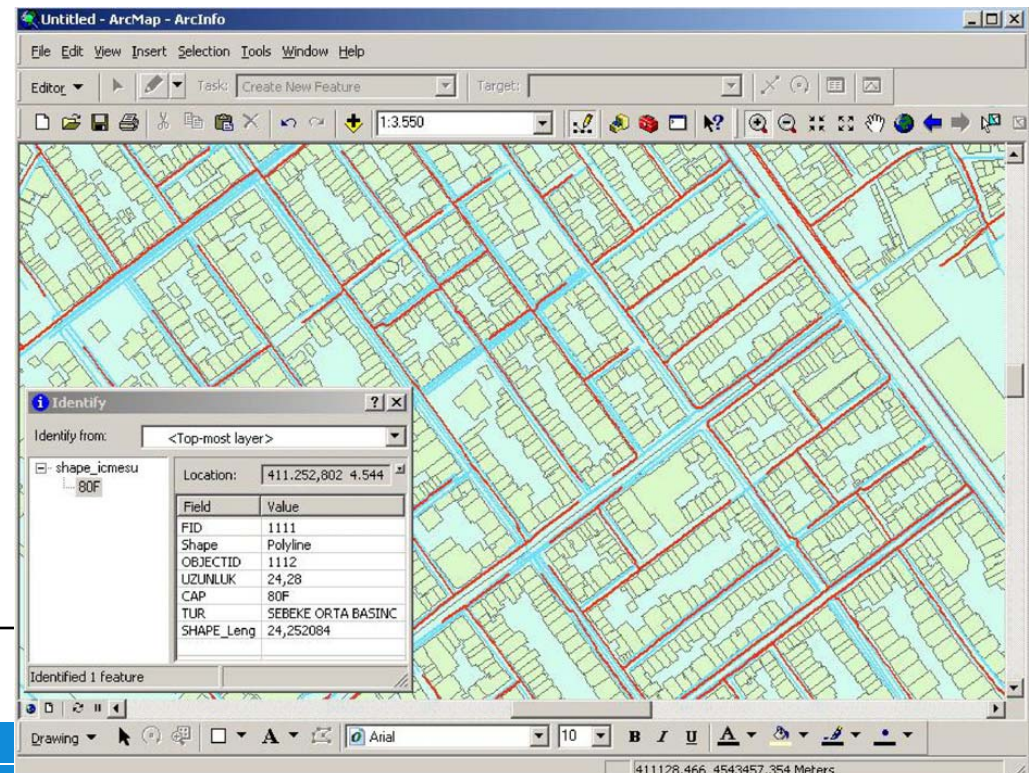 Untitled - ArcMap - ArcInfo
File Edit View Insert Selection Tools Window Help
Editor Task: Create New Feature Target:
1:3.550
Identify
Identify from: <Top-most layer>
shape_icmesu
80F
Location: 411.252,802 4.544
Field Value
FID 1111
Shape Polyline
OBJECTID 1112
UZUNLUK 24,28
CAP 80F
TUR SEBEKE ORTA BASINC
SHAPE_Leng 24,252084
Identified 1 feature
Drawing A Arial 10 B I U A
411128,466 4543457,354 Meters